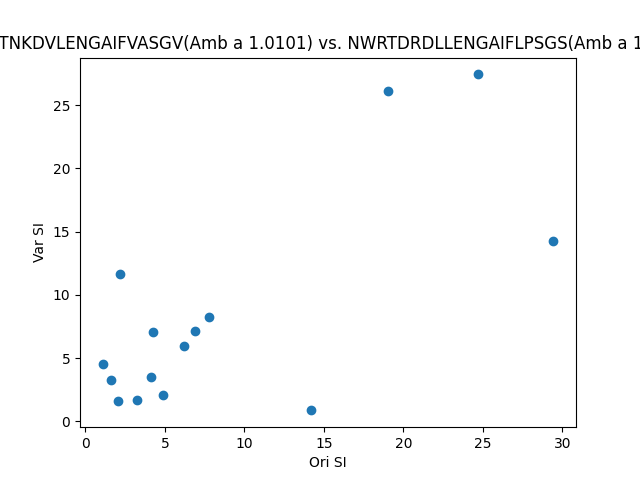 TNKDVLENGAIFVASGV(Amb a 1.0101) vs. NWRTDRDLLENGAIFLPSGS(Amb a 1
25
20
15
10
5
0
Var SI
0 5 10 15 20 25 30
Ori SI